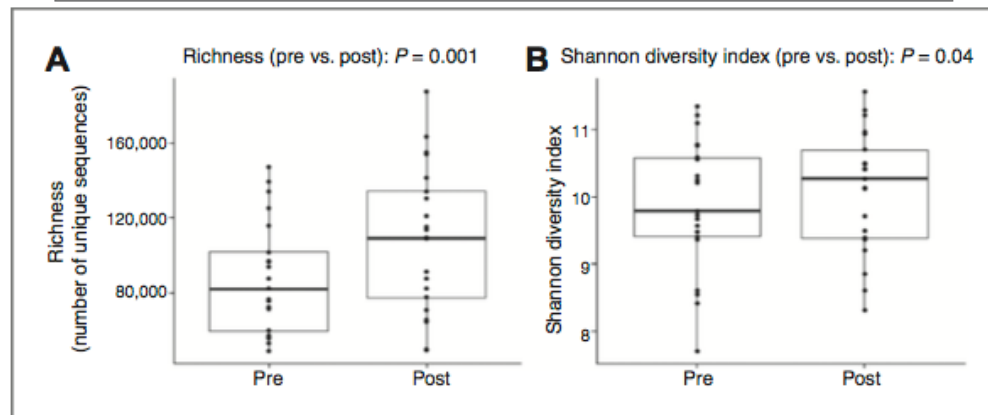 A Richness (pre vs. post): P = 0.001
Richness
(number of unique sequences)
160,000
120,000
80,000
Pre Post
B Shannon diversity index (pre vs. post): P = 0.04
Shannon diversity index
11
10
9
8
Pre Post